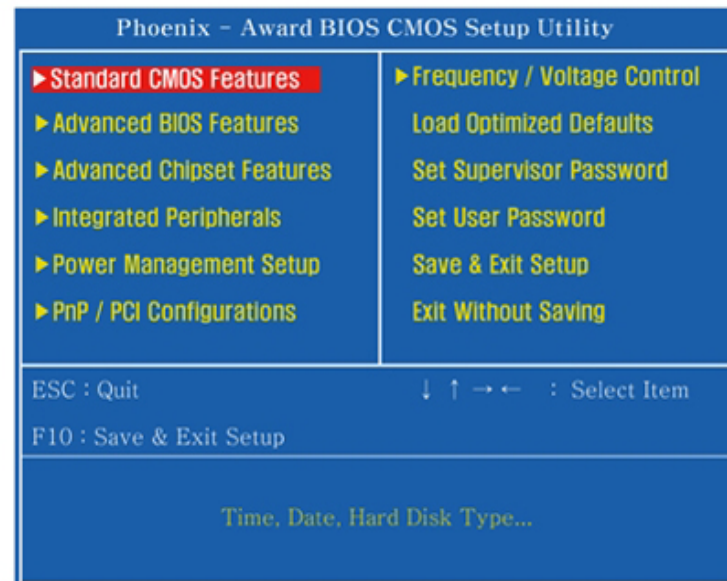 Phoenix - Award BIOS CMOS Setup Utility
▶Standard CMOS Features
▶Advanced BIOS Features
▶Advanced Chipset Features
▶Integrated Peripherals
▶Power Management Setup
▶PnP / PCI Configurations
▶Frequency / Voltage Control
Load Optimized Defaults
Set Supervisor Password
Set User Password
Save & Exit Setup
Exit Without Saving
ESC : Quit
↓ ↑ → ← : Select Item
F10 : Save & Exit Setup
Time, Date, Hard Disk Type...